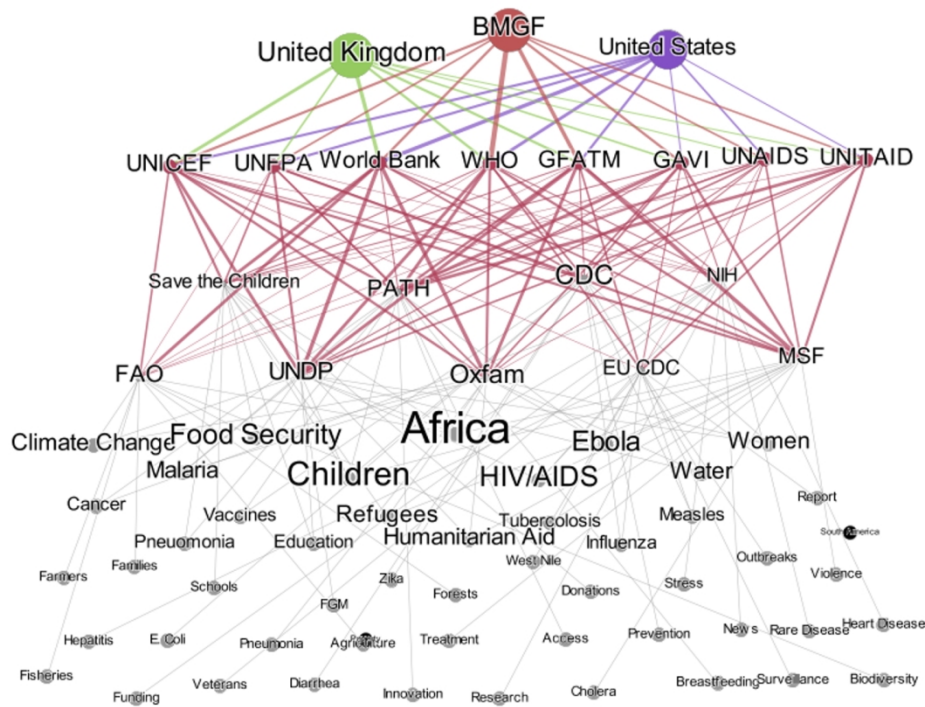 BMGF
United Kingdom
United States
UNICEF
UNFPA
World Bank
WHO
GFATM
GAVI
UNAIDS
UNITAID
Save the Children
PATH
CDC
NIH
FAO
UNDP
Oxfam
EU CDC
MSF
Climate Change
Food Security
Africa
Ebola
Women
Malaria
Children
HIV/AIDS
Water
Cancer
Vaccines
Refugees
Tubercolosis
Measles
Report
South America
Pneuomonia
Education
Humanitarian Aid
Influenza
Outbreaks
Farmers
Families
Schools
Zika
West Nile
Forests
Donations
Stress
Violence
FGM
Hepatitis
E. Coli
Pneumonia
Agriculture
Treatment
Access
Prevention
News
Rare Disease
Heart Disease
Fisheries
Funding
Veterans
Diarrhea
Innovation
Research
Cholera
Breastfeeding
Surveillance
Biodiversity